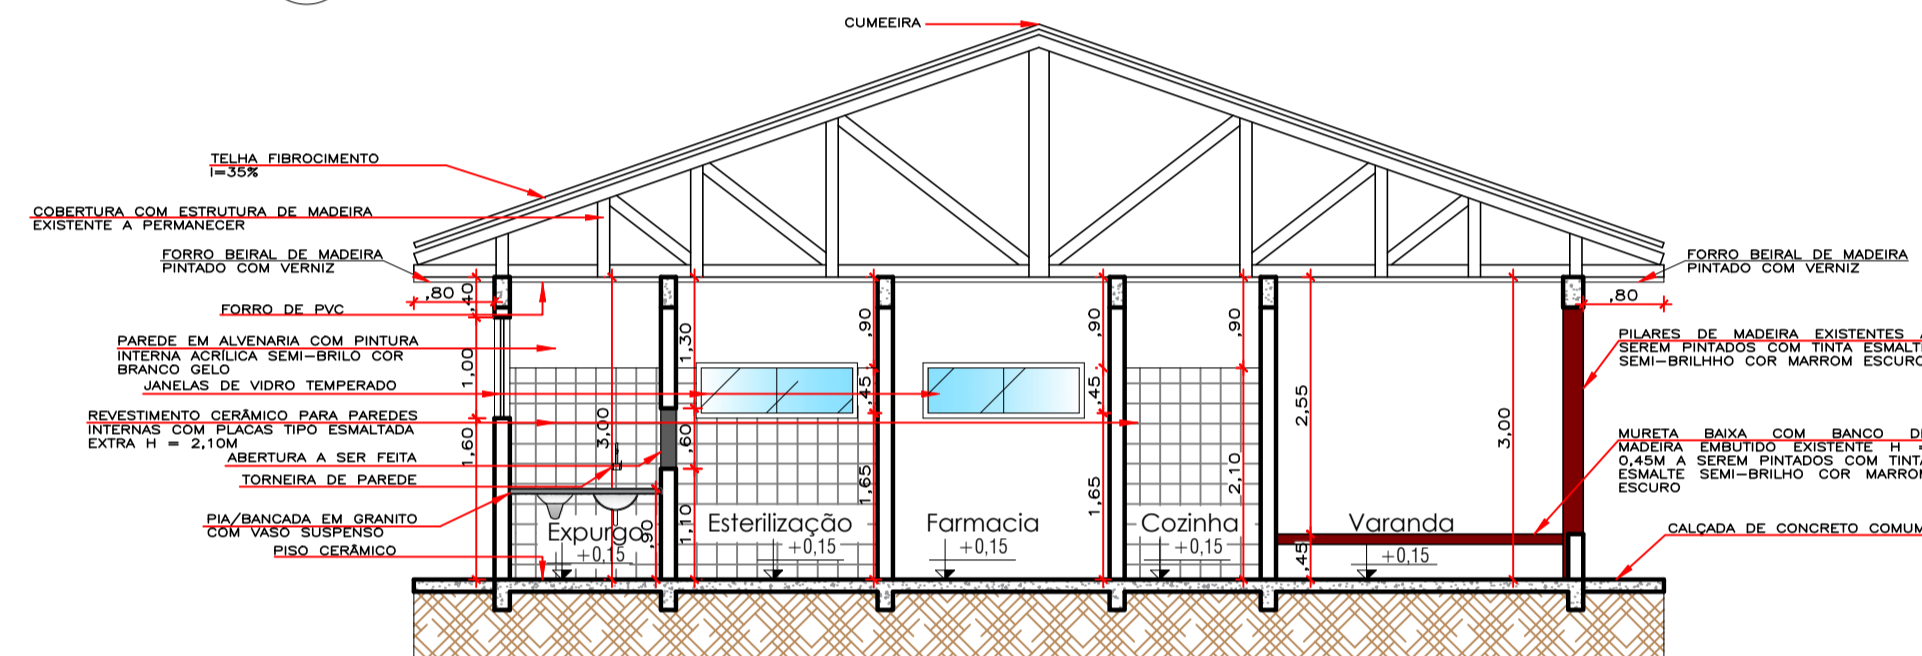 CUMEEIRA
TELHA FIBROCIMENTO
I=35%
COBERTURA COM ESTRUTURA DE MADEIRA
EXISTENTE A PERMANECER
FORRO BEIRAL DE MADEIRA
PINTADO COM VERNIZ
FORRO BEIRAL DE MADEIRA
PINTADO COM VERNIZ
,80
,40
,80
FORRO DE PVC
PAREDE EM ALVENARIA COM PINTURA
INTERNA ACRÍLICA SEMI-BRILO COR
BRANCO GELO
JANELAS DE VIDRO TEMPERADO
REVESTIMENTO CERÂMICO PARA PAREDES
INTERNAS COM PLACAS TIPO ESMALTADA
EXTRA H = 2,10M
ABERTURA A SER FEITA
TORNEIRA DE PAREDE
PIA/BANCADA EM GRANITO
COM VASO SUSPENSO
PISO CERÂMICO
1,00
1,60
3,00
,90
1,30
,60
1,10
,90
,45
1,65
,90
,45
1,65
,90
2,10
2,55
,45
3,00
PILARES DE MADEIRA EXISTENTES
SEREM PINTADOS COM TINTA ESMALTE
SEMI-BRILHHO COR MARROM ESCURO
MURETA BAIXA COM BANCO DE
MADEIRA EMBUTIDO EXISTENTE H =
0,45M A SEREM PINTADOS COM TINTA
ESMALTE SEMI-BRILHO COR MARROM
ESCURO
CALÇADA DE CONCRETO COMUM
Expurgo
+0,15
Esterilização
+0,15
Farmacia
+0,15
Cozinha
+0,15
Varanda
+0,15